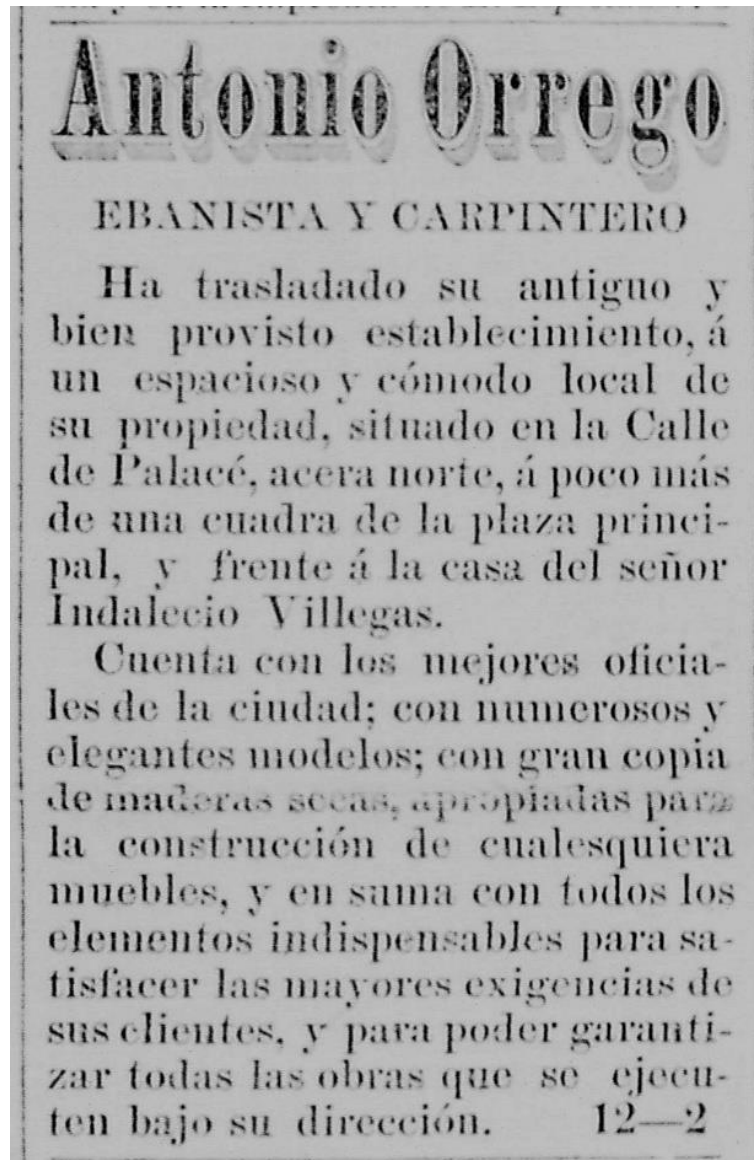 Antonio Orrego
EBANISTA Y CARPINTERO
Ha trasladado su antiguo y
bien provisto establecimiento, á
un espacioso y cómodo local de
su propiedad, situado en la Calle
de Palacé, acera norte, á poco más
de una cuadra de la plaza princi-
pal, y frente á la casa del señor
Indalecio Villegas.
Cuenta con los mejores oficia-
les de la ciudad; con numerosos y
elegantes modelos; con gran copia
de maderas secas, apropiadas para
la construcción de cualesquiera
muebles, y en suma con todos los
elementos indispensables para sa-
tisfacer las mayores exigencias de
sus clientes, y para poder garanti-
zar todas las obras que se ejecu-
ten bajo su dirección. 12—2